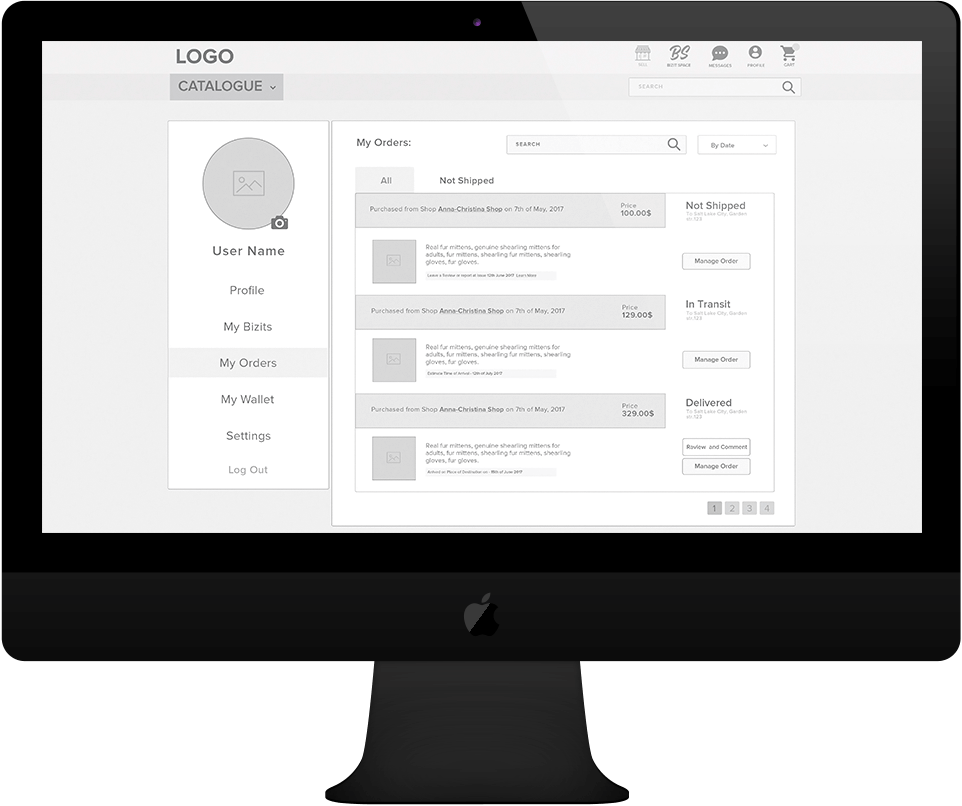 LOGO
SELL
BS
BIZIT SPACE
MESSAGES
PROFILE
CART
CATALOGUE
SEARCH
User Name
Profile
My Bizits
My Orders
My Wallet
Settings
Log Out
My Orders:
SEARCH
By Date
All
Not Shipped
Purchased from Shop Anna-Christina Shop on 7th of May, 2017
Price
100.00$
Not Shipped
To Salt Lake City, Garden
str.123
Real fur mittens, genuine shearling mittens for
adults, fur mittens, shearling fur mittens, shearling
gloves, fur gloves.
Leave a Review or report at issue 12th June 2017 Learn More
Manage Order
Purchased from Shop Anna-Christina Shop on 7th of May, 2017
Price
129.00$
In Transit
To Salt Lake City, Garden
str.123
Real fur mittens, genuine shearling mittens for
adults, fur mittens, shearling fur mittens, shearling
gloves, fur gloves.
Estimate Time of Arrival - 12th of July 2017
Manage Order
Purchased from Shop Anna-Christina Shop on 7th of May, 2017
Price
329.00$
Delivered
To Salt Lake City, Garden
str.123
Real fur mittens, genuine shearling mittens for
adults, fur mittens, shearling fur mittens, shearling
gloves, fur gloves.
Arrived on Place of Destination on - 18th of June 2017
Review and Comment
Manage Order
1 2 3 4